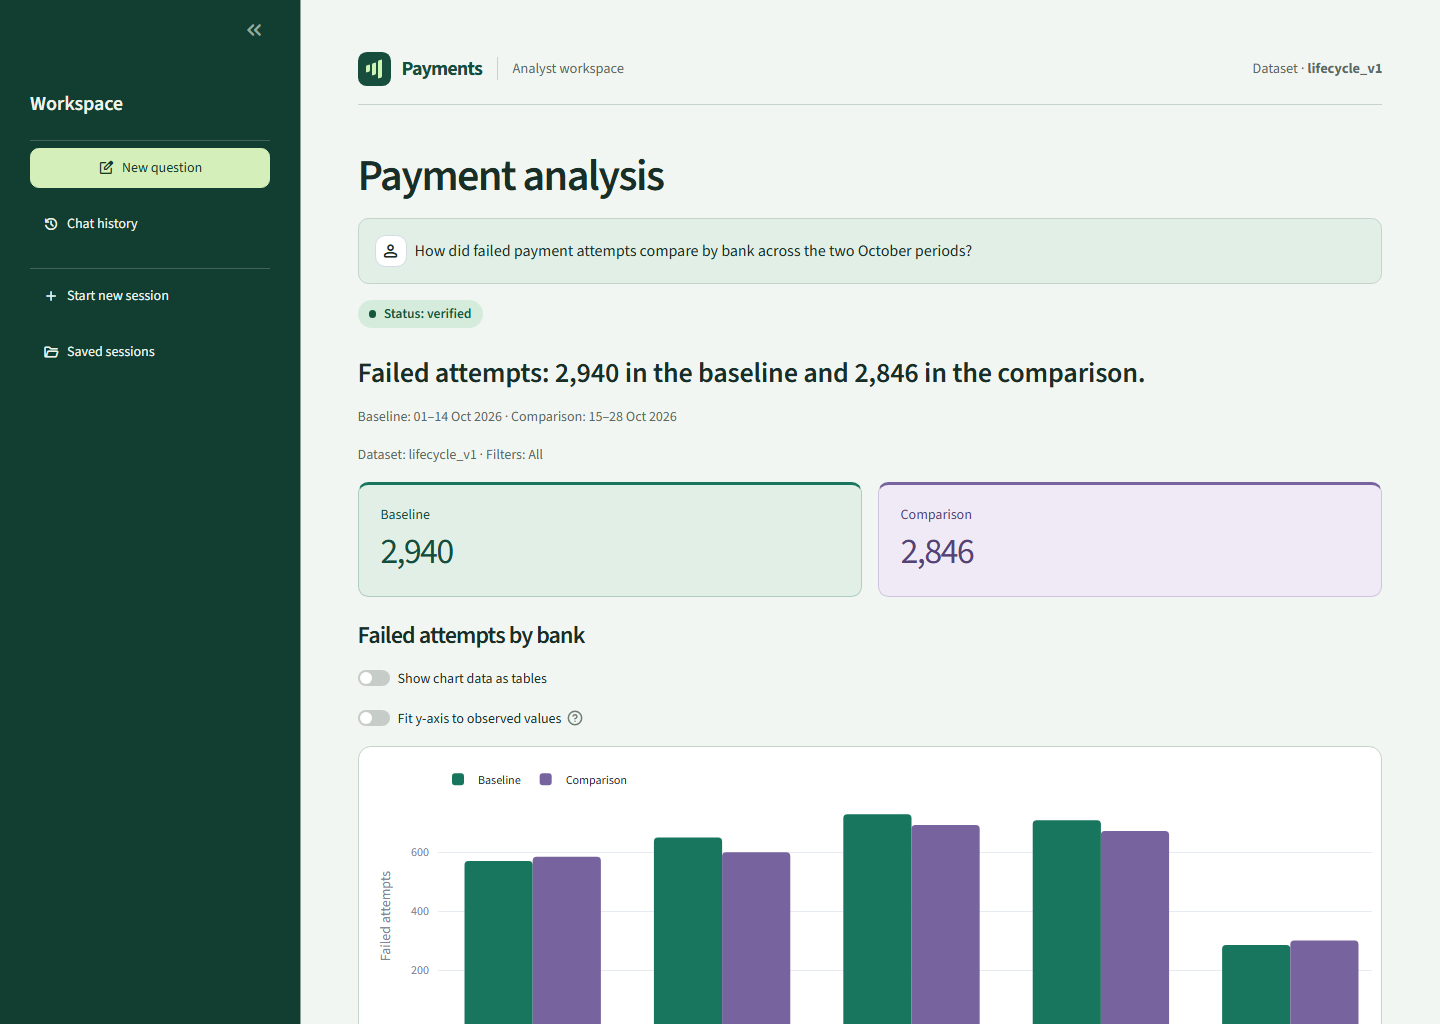 Workspace
New question
Chat history
Start new session
Saved sessions
Payments
Analyst workspace
Dataset · lifecycle_v1
Payment analysis
How did failed payment attempts compare by bank across the two October periods?
Status: verified
Failed attempts: 2,940 in the baseline and 2,846 in the comparison.
Baseline: 01–14 Oct 2026 · Comparison: 15–28 Oct 2026
Dataset: lifecycle_v1 · Filters: All
Baseline
2,940
Comparison
2,846
Failed attempts by bank
Show chart data as tables
Fit y-axis to observed values
Baseline
Comparison
Failed attempts
600
400
200